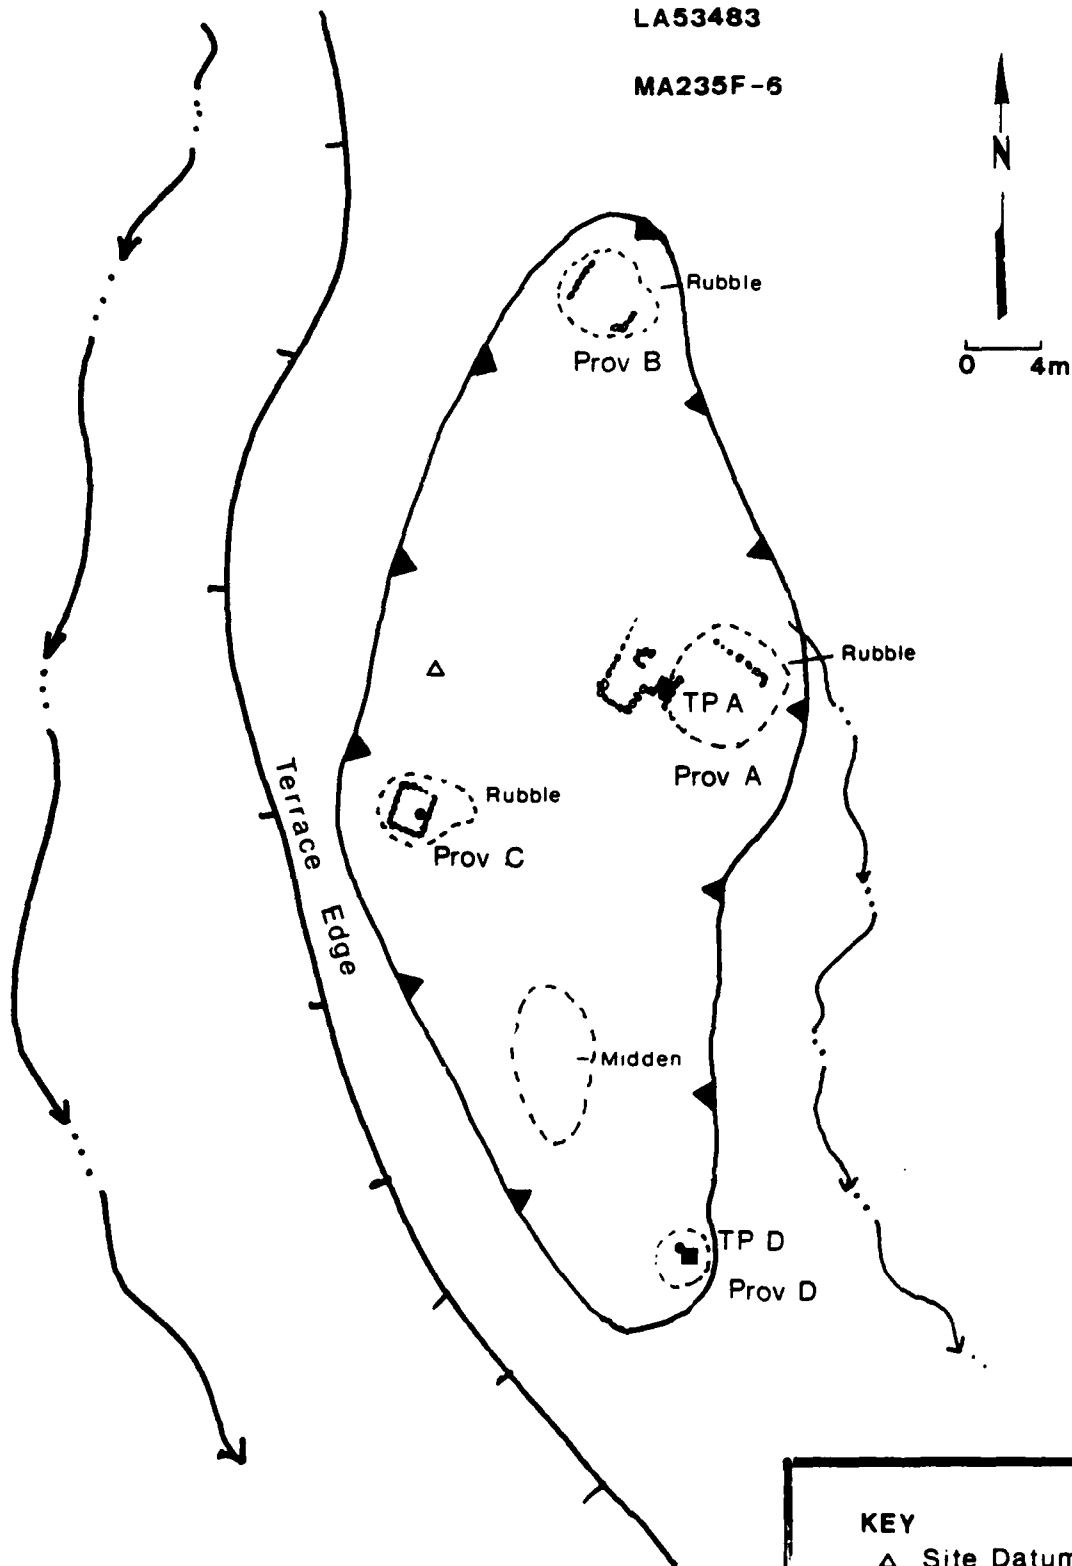 LA53483
MA235F-6
N
0 4m
Rubble
Prov B
Rubble
TP A
Prov A
Rubble
Prov C
Terrace Edge
Midden
TP D
Prov D
KEY
△ Site Datum